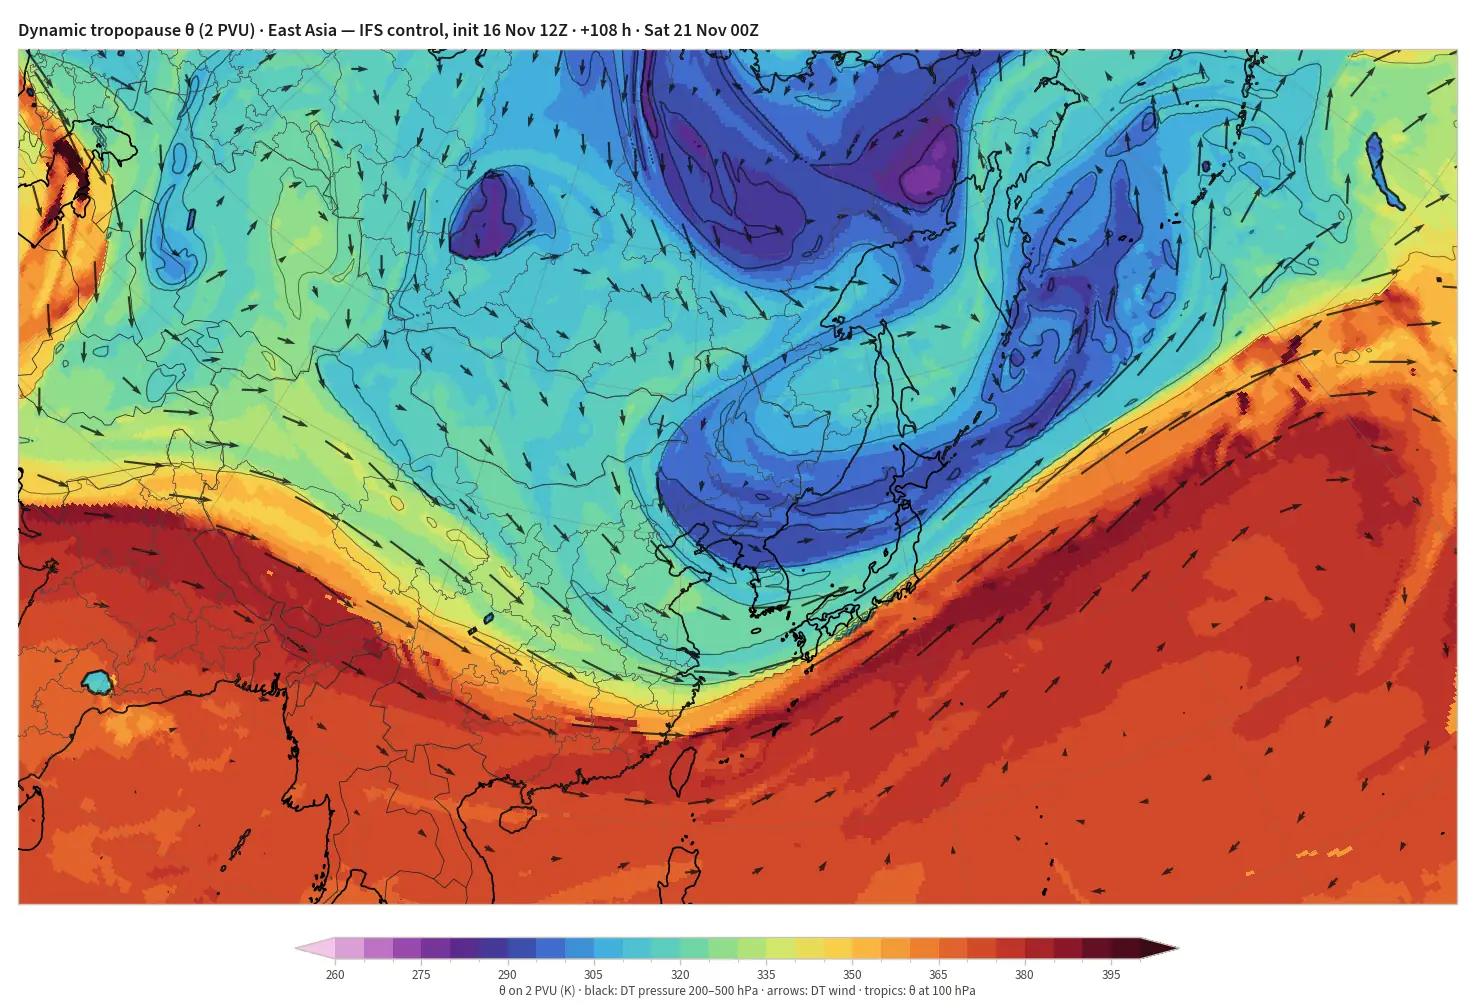 Dynamic tropopause θ (2 PVU) · East Asia — IFS control, init 16 Nov 12Z · +108 h · Sat 21 Nov 00Z
260 275 290 305 320 335 350 365 380 395
θ on 2 PVU (K) · black: DT pressure 200–500 hPa · arrows: DT wind · tropics: θ at 100 hPa